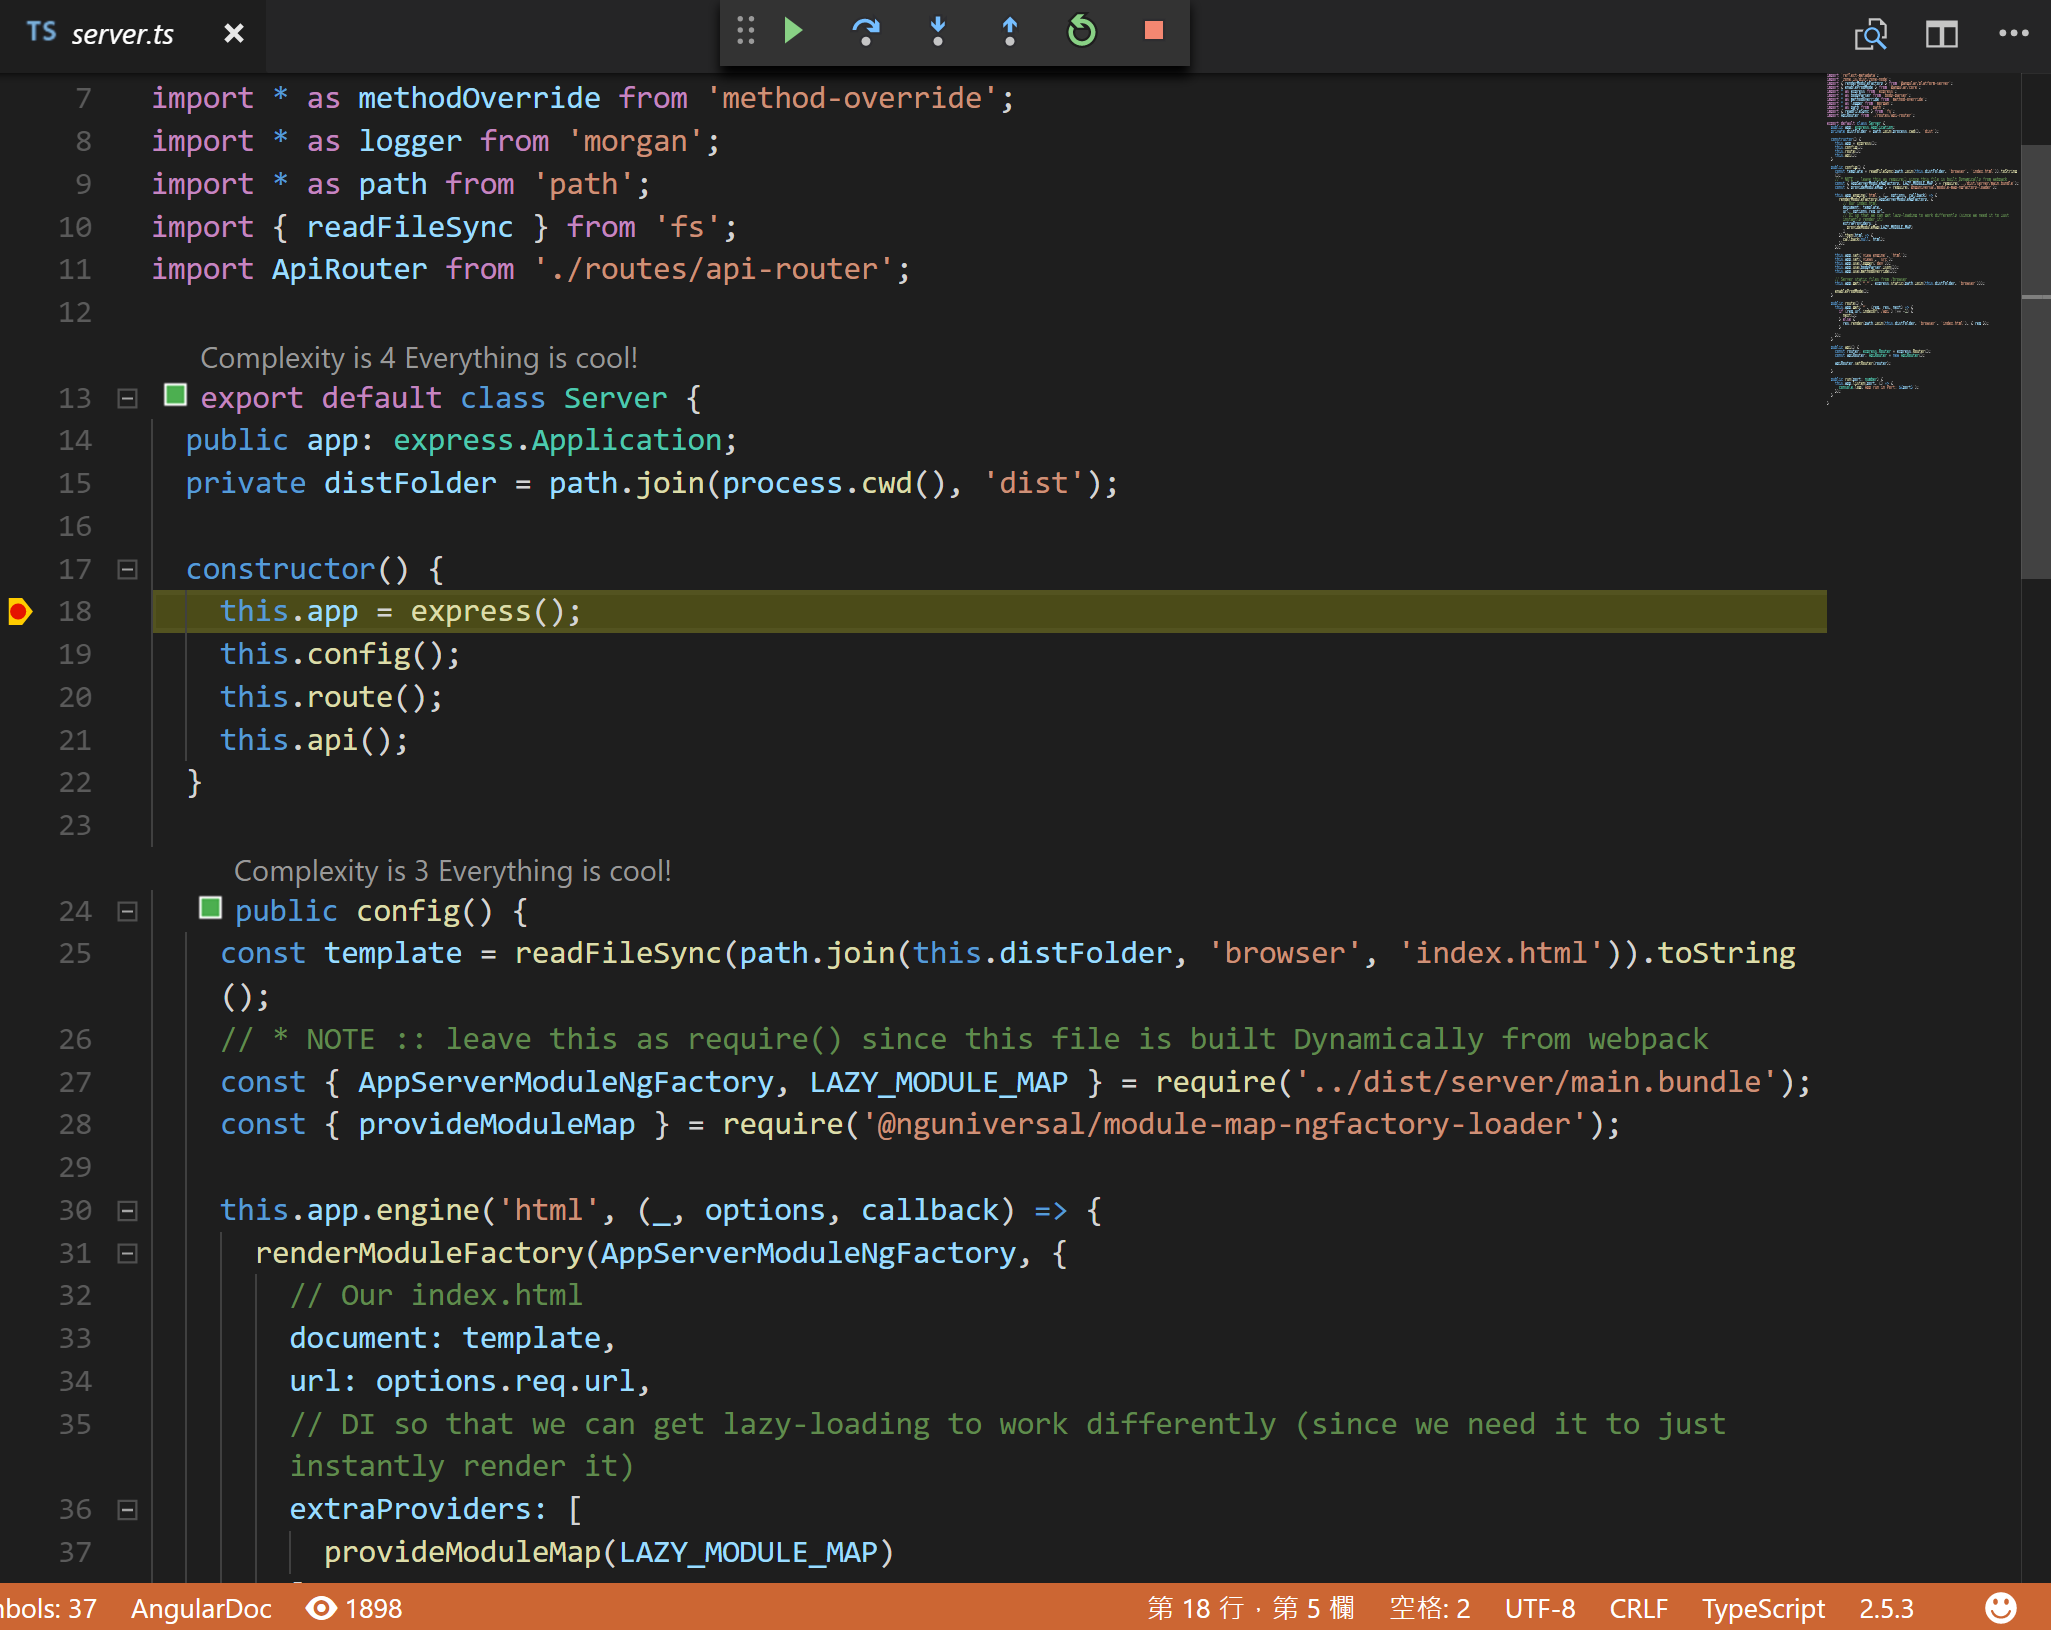 TS server.ts
7 import * as methodOverride from 'method-override';
8 import * as logger from 'morgan';
9 import * as path from 'path';
10 import { readFileSync } from 'fs';
11 import ApiRouter from './routes/api-router';
12
Complexity is 4 Everything is cool!
13 export default class Server {
14 public app: express.Application;
15 private distFolder = path.join(process.cwd(), 'dist');
16
17 constructor() {
18 this.app = express();
19 this.config();
20 this.route();
21 this.api();
22 }
23
Complexity is 3 Everything is cool!
24 public config() {
25 const template = readFileSync(path.join(this.distFolder, 'browser', 'index.html')).toString
();
26 // * NOTE :: leave this as require() since this file is built Dynamically from webpack
27 const { AppServerModuleNgFactory, LAZY_MODULE_MAP } = require('../dist/server/main.bundle');
28 const { provideModuleMap } = require('@nguniversal/module-map-ngfactory-loader');
29
30 this.app.engine('html', (_, options, callback) => {
31 renderModuleFactory(AppServerModuleNgFactory, {
32 // Our index.html
33 document: template,
34 url: options.req.url,
35 // DI so that we can get lazy-loading to work differently (since we need it to just
instantly render it)
36 extraProviders: [
37 provideModuleMap(LAZY_MODULE_MAP)
mbols: 37 AngularDoc 1898 第 18 行，第 5 欄 空格: 2 UTF-8 CRLF TypeScript 2.5.3